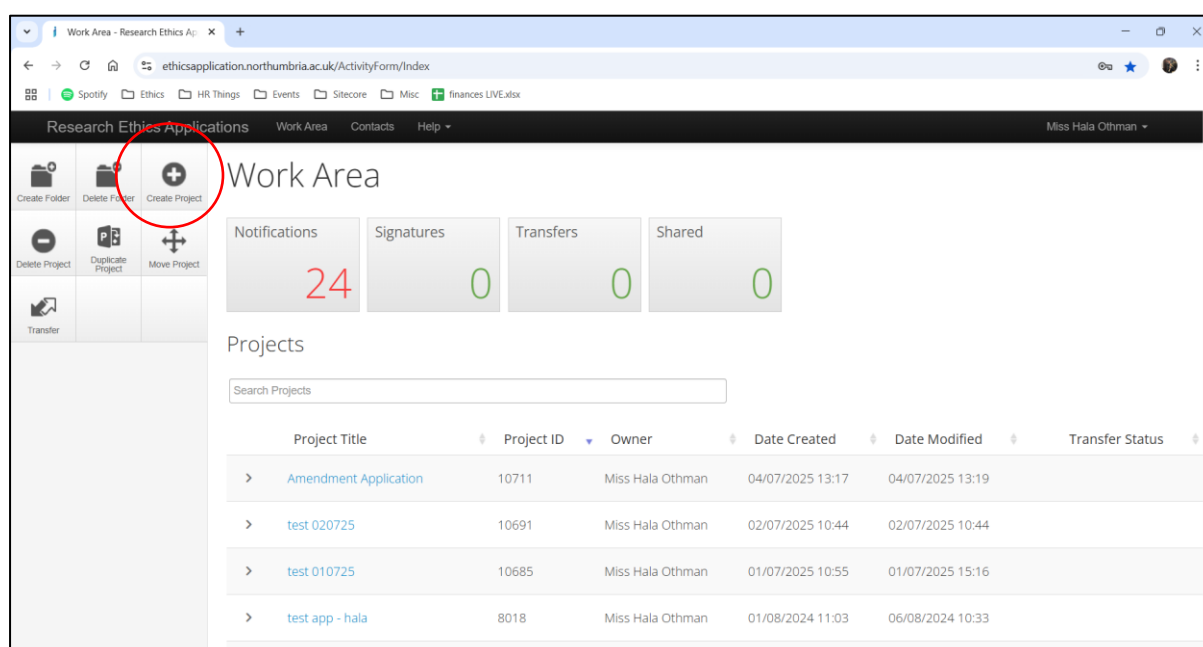 Work Area - Research Ethics Ap
ethicsapplication.northumbria.ac.uk/ActivityForm/Index
Spotify Ethics HR Things Events Sitecore Misc finances LIVE.xlsx
Research Ethics Applications Work Area Contacts Help Miss Hala Othman
Create Folder Delete Folder Create Project
Delete Project Duplicate Project Move Project
Transfer
Work Area
Notifications Signatures Transfers Shared
24 0 0 0
Projects
Search Projects
Project Title Project ID Owner Date Created Date Modified Transfer Status
Amendment Application 10711 Miss Hala Othman 04/07/2025 13:17 04/07/2025 13:19
test 020725 10691 Miss Hala Othman 02/07/2025 10:44 02/07/2025 10:44
test 010725 10685 Miss Hala Othman 01/07/2025 10:55 01/07/2025 15:16
test app - hala 8018 Miss Hala Othman 01/08/2024 11:03 06/08/2024 10:33